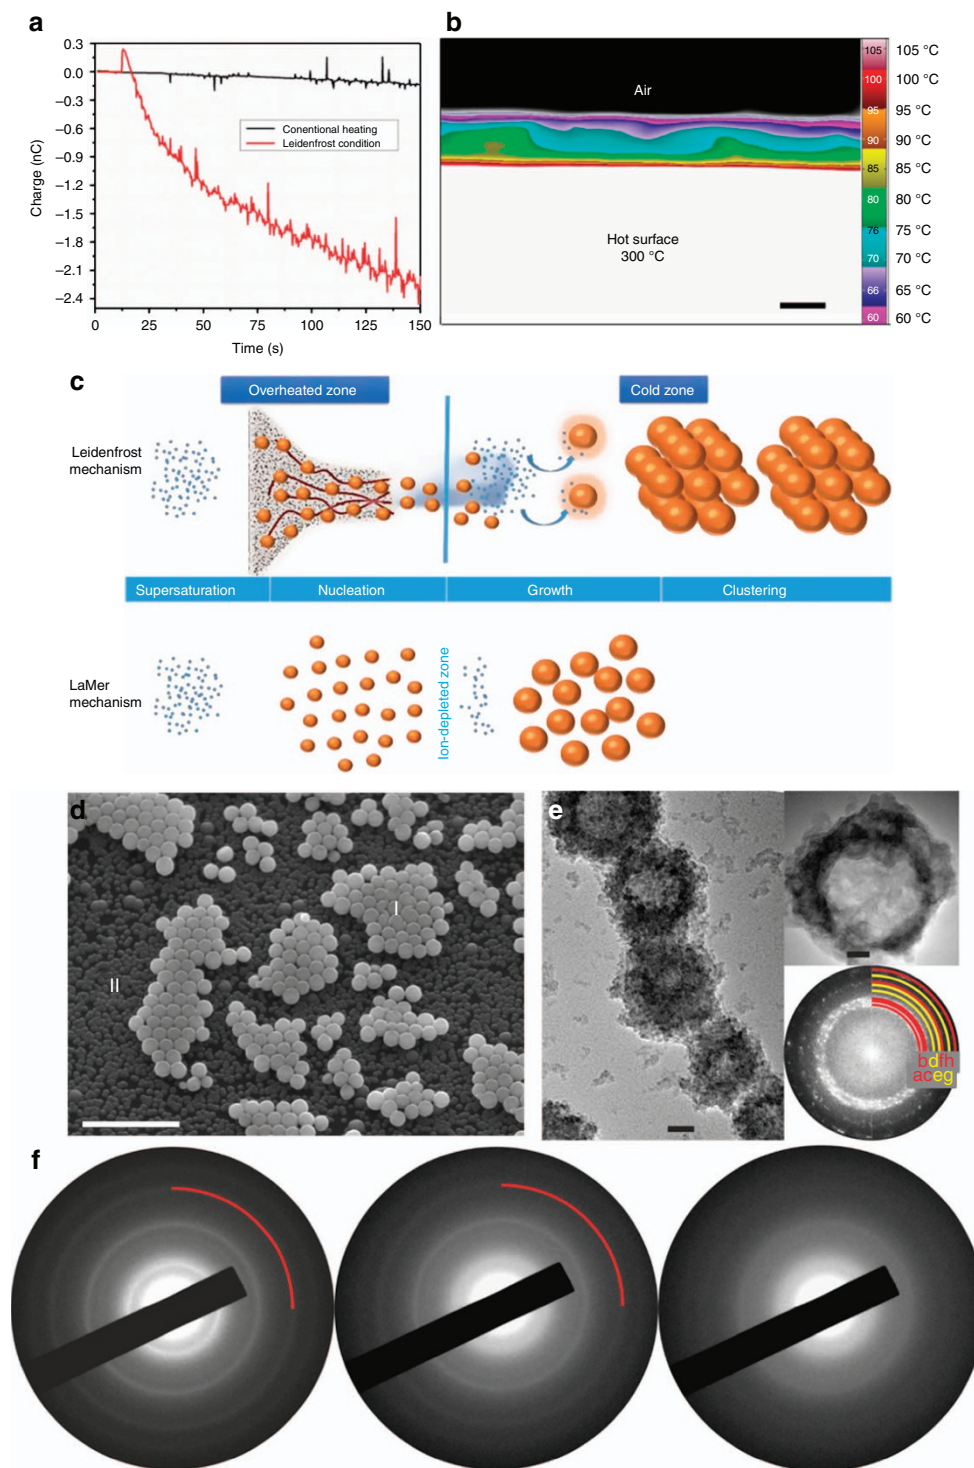 a
0.3
0.0
–0.3
–0.6
–0.9
–1.2
–1.5
–1.8
–2.1
–2.4
Charge (nC)
0 25 50 75 100 125 150
Time (s)
Conentional heating
Leidenfrost condition
b
Air
Hot surface
300 °C
105 105 °C
100 100 °C
95 95 °C
90 90 °C
85 85 °C
80 80 °C
76 75 °C
70 70 °C
66 65 °C
60 60 °C
c
Overheated zone
Cold zone
Leidenfrost
mechanism
Supersaturation Nucleation Growth Clustering
LaMer
mechanism
Ion-depleted zone
d
I
II
e
bdfh
aceg
f